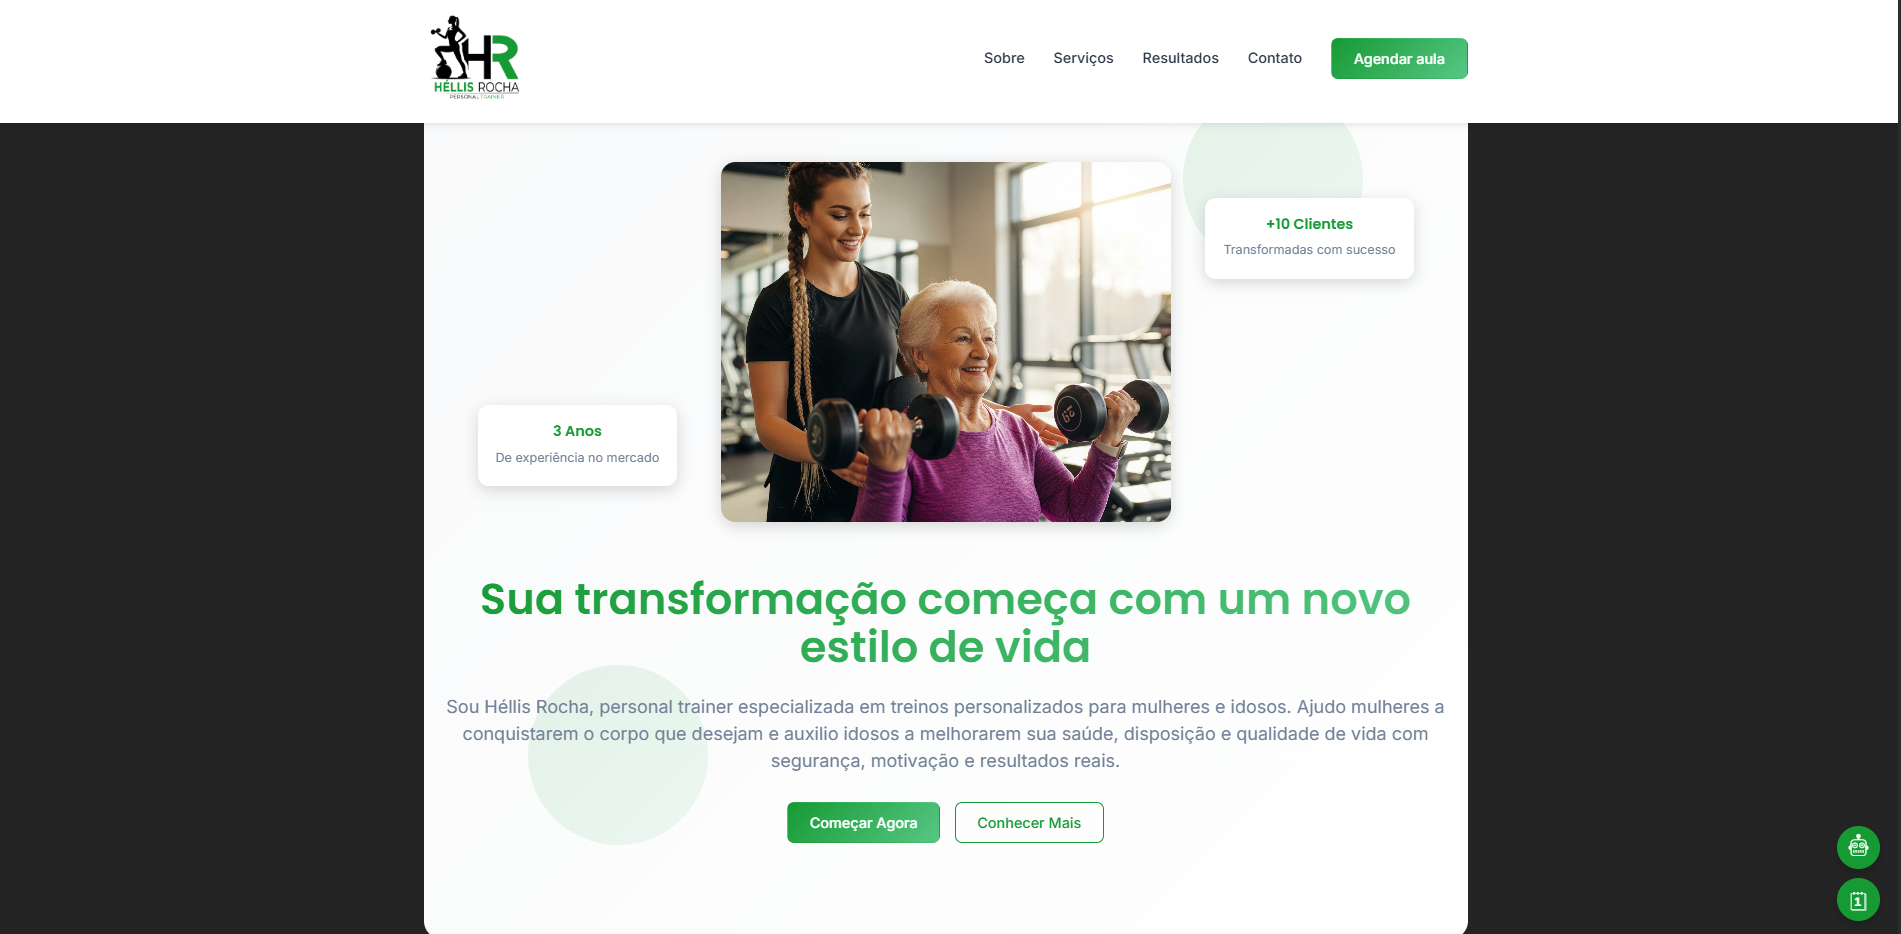 HR
HÉLLIS ROCHA
PERSONAL TRAINER
Sobre
Serviços
Resultados
Contato
Agendar aula
+10 Clientes
Transformadas com sucesso
3 Anos
De experiência no mercado
Sua transformação começa com um novo
estilo de vida
Sou Héllis Rocha, personal trainer especializada em treinos personalizados para mulheres e idosos. Ajudo mulheres a
conquistarem o corpo que desejam e auxilio idosos a melhorarem sua saúde, disposição e qualidade de vida com
segurança, motivação e resultados reais.
Começar Agora
Conhecer Mais
1